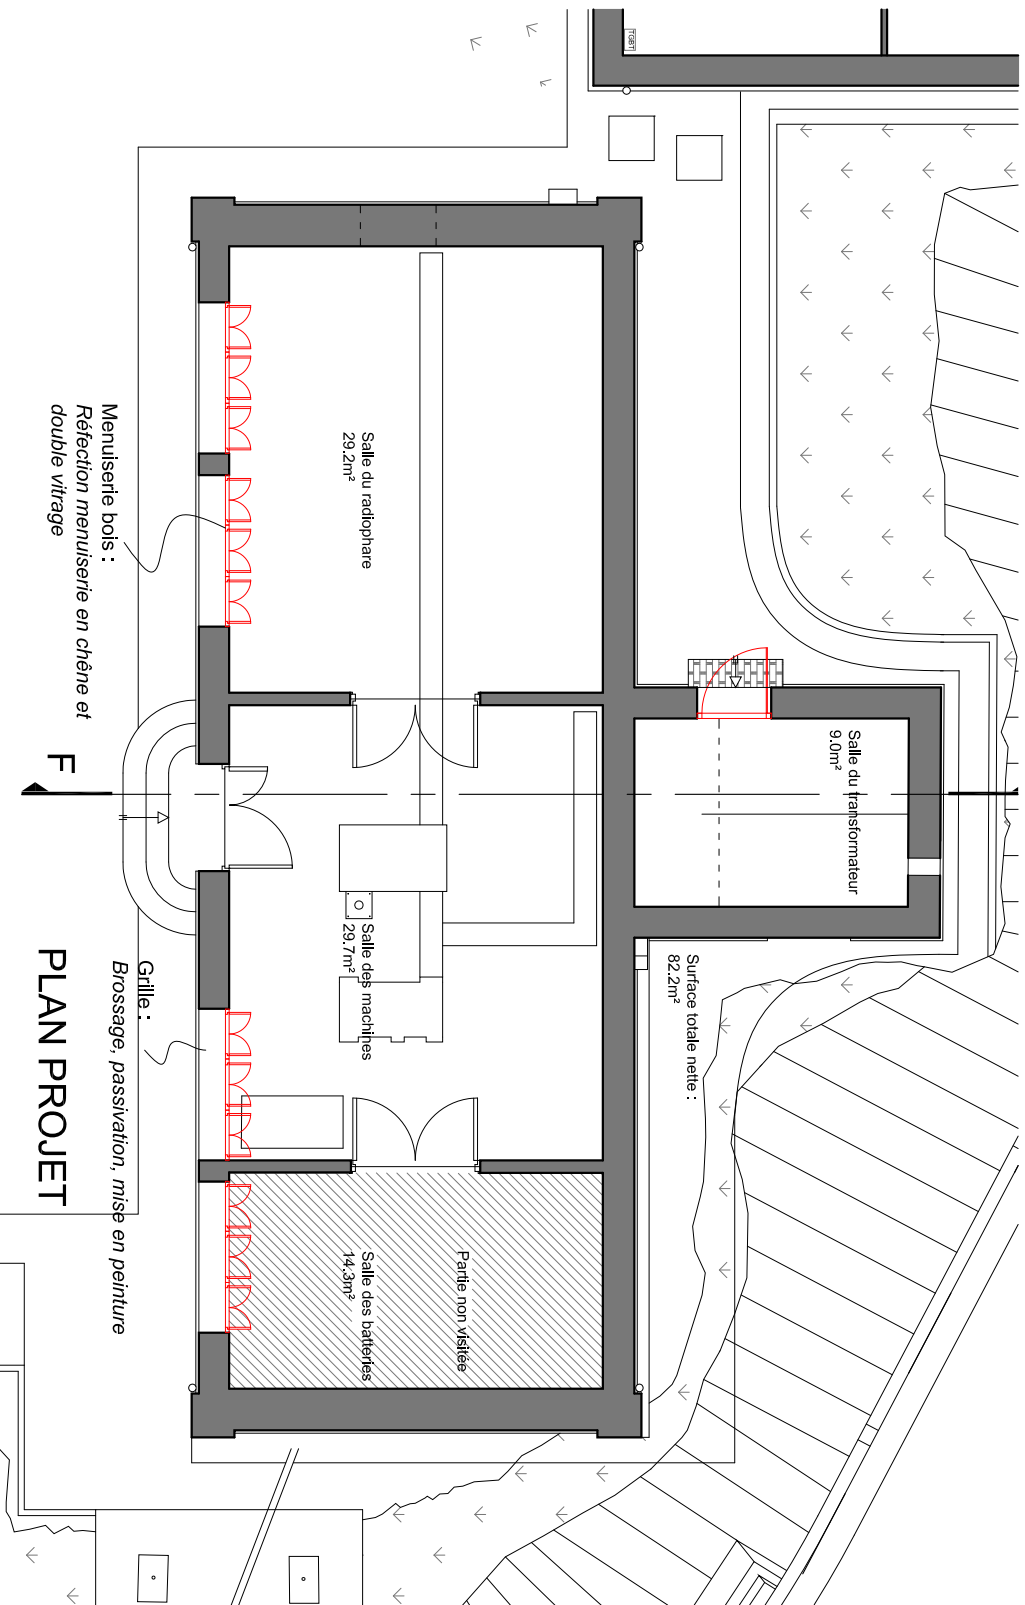 TGBT
Salle du radiophare
29.2m²
Menuiserie bois :
Réfection menuiserie en chêne et
double vitrage
Salle du transformateur
9.0m²
F
Salle des machines
29.7m²
Surface totale nette :
82.2m²
Grille :
Brossage, passivation, mise en peinture
PLAN PROJET
Partie non visitée
Salle des batteries
14.3m²